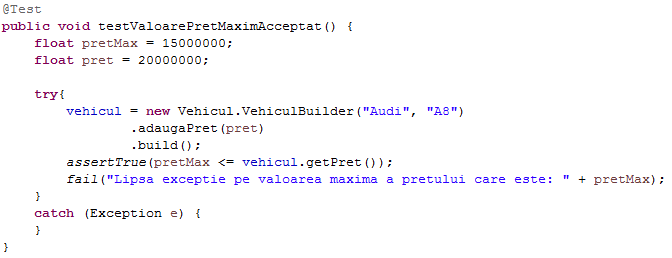 @Test
public void testValoarePretMaximAcceptat() {
    float pretMax = 15000000;
    float pret = 20000000;

    try{
        vehicul = new Vehicul.VehiculBuilder("Audi", "A8")
                .adaugaPret(pret)
                .build();
        assertTrue(pretMax <= vehicul.getPret());
        fail("Lipsa exceptie pe valoarea maxima a pretului care este: " + pretMax);
    }
    catch (Exception e) {
    }
}